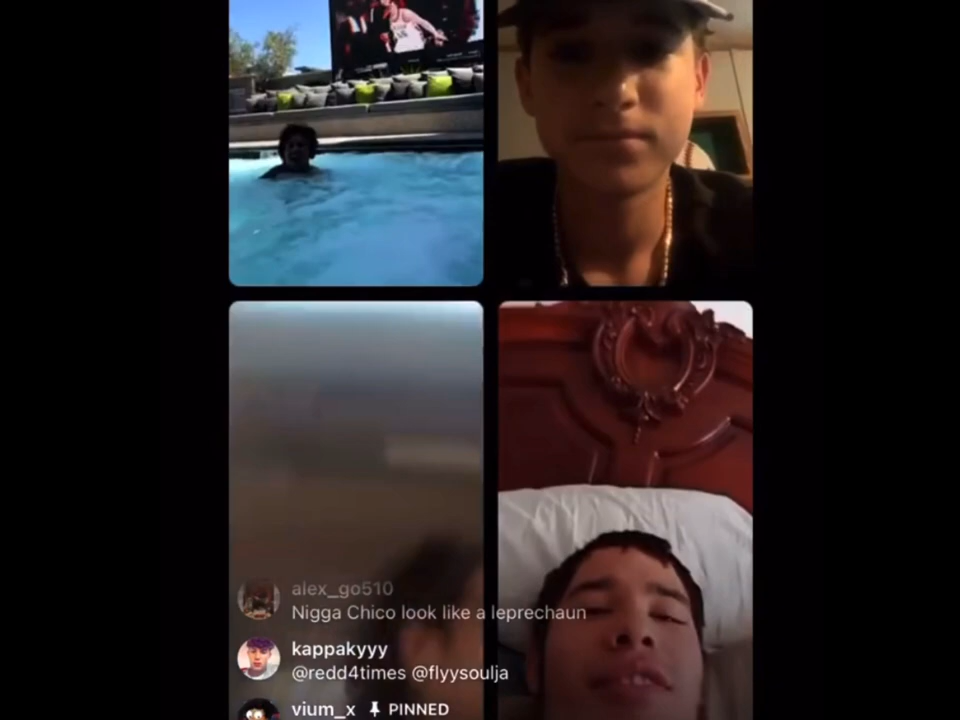 alex_go510
Nigga Chico look like a leprechaun
kappakyyy
@redd4times @flyysoulja
vium_x PINNED